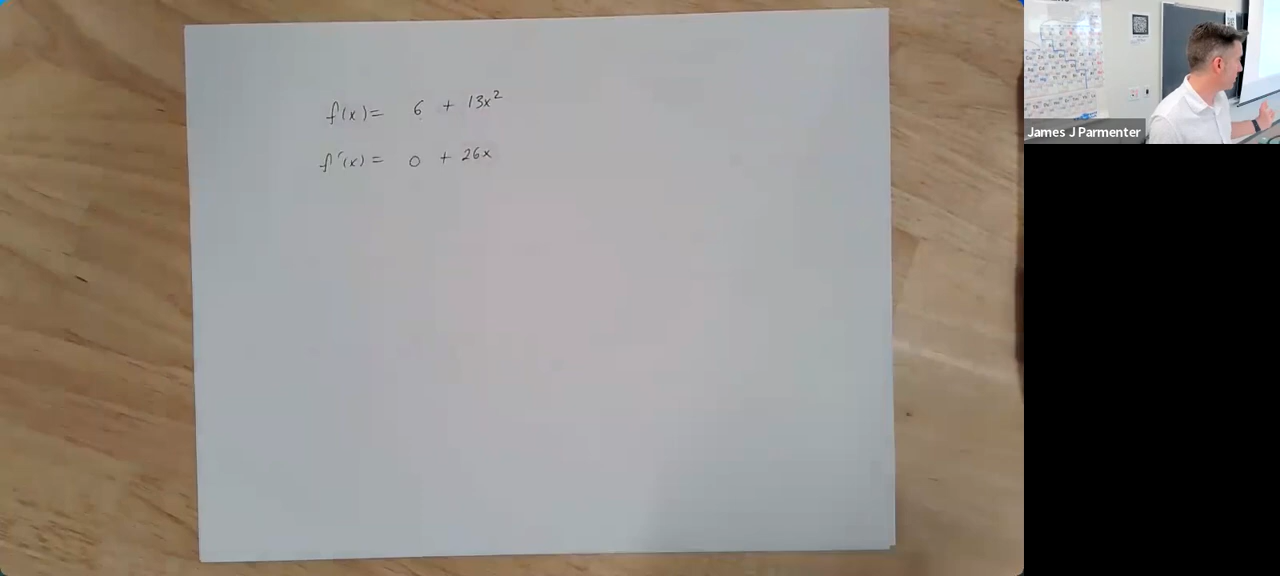 f(x) = 6 + 13x²
f'(x) = 0 + 26x
James J Parmenter